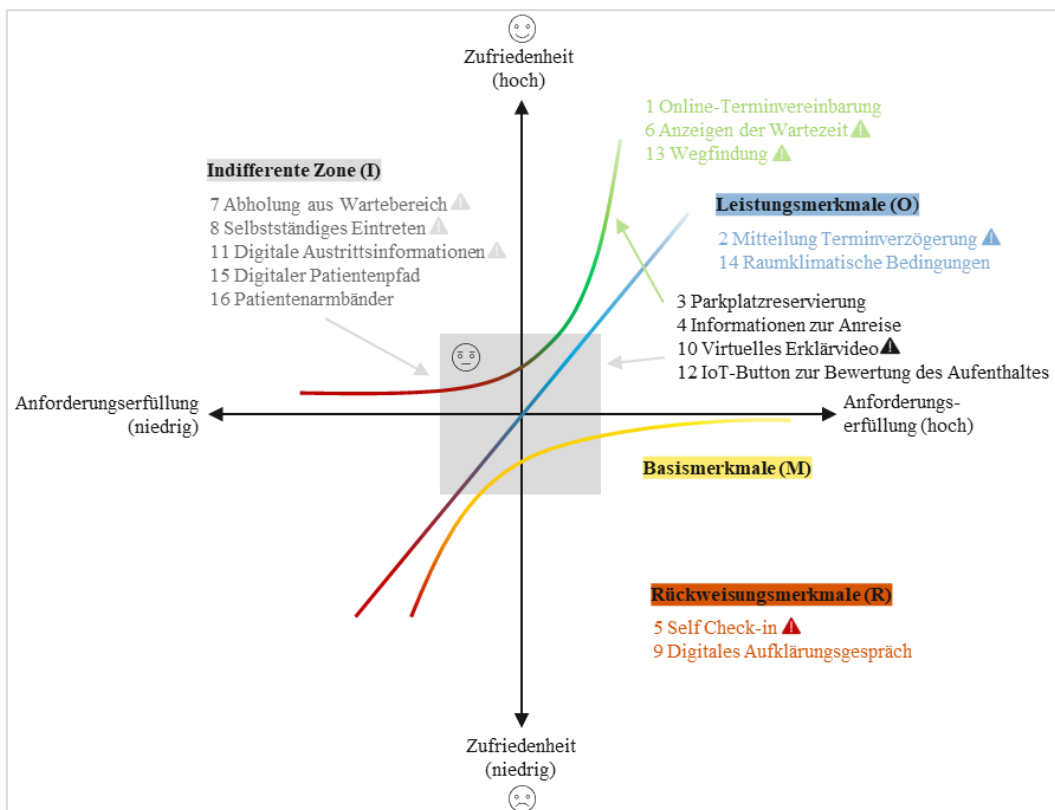 Zufriedenheit
(hoch)
1 Online-Terminvereinbarung
6 Anzeigen der Wartezeit
13 Wegfindung
Indifferente Zone (I)
7 Abholung aus Wartebereich
8 Selbstständiges Eintreten
11 Digitale Austrittsinformationen
15 Digitaler Patientenpfad
16 Patientenarmbänder
Leistungsmerkmale (O)
2 Mitteilung Terminverzögerung
14 Raumklimatische Bedingungen
3 Parkplatzreservierung
4 Informationen zur Anreise
10 Virtuelles Erklärvideo
12 IoT-Button zur Bewertung des Aufenthaltes
Anforderungserfüllung
(niedrig)
Anforderungs-
erfüllung (hoch)
Basismerkmale (M)
Rückweisungsmerkmale (R)
5 Self Check-in
9 Digitales Aufklärungsgespräch
Zufriedenheit
(niedrig)